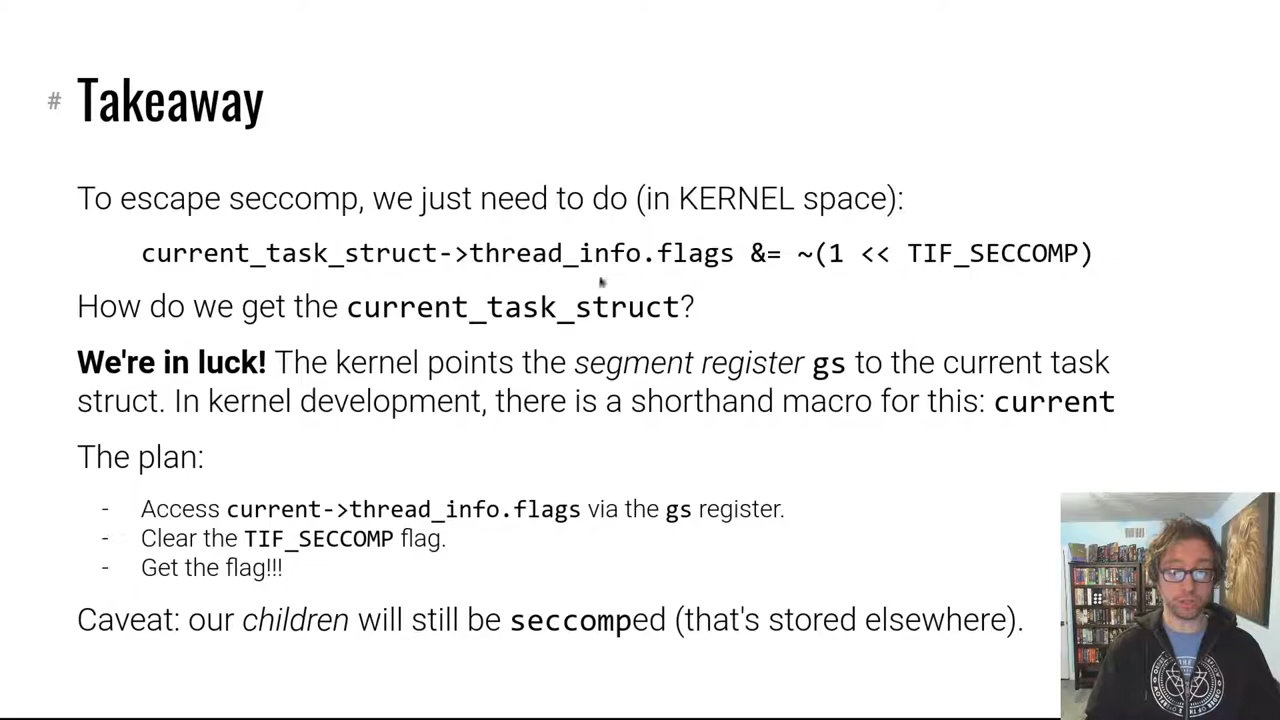 # Takeaway
To escape seccomp, we just need to do (in KERNEL space):
current_task_struct->thread_info.flags &= ~(1 << TIF_SECCOMP)
How do we get the current_task_struct?
We're in luck! The kernel points the segment register gs to the current task
struct. In kernel development, there is a shorthand macro for this: current
The plan:
- Access current->thread_info.flags via the gs register.
- Clear the TIF_SECCOMP flag.
- Get the flag!!!
Caveat: our children will still be seccomped (that's stored elsewhere).